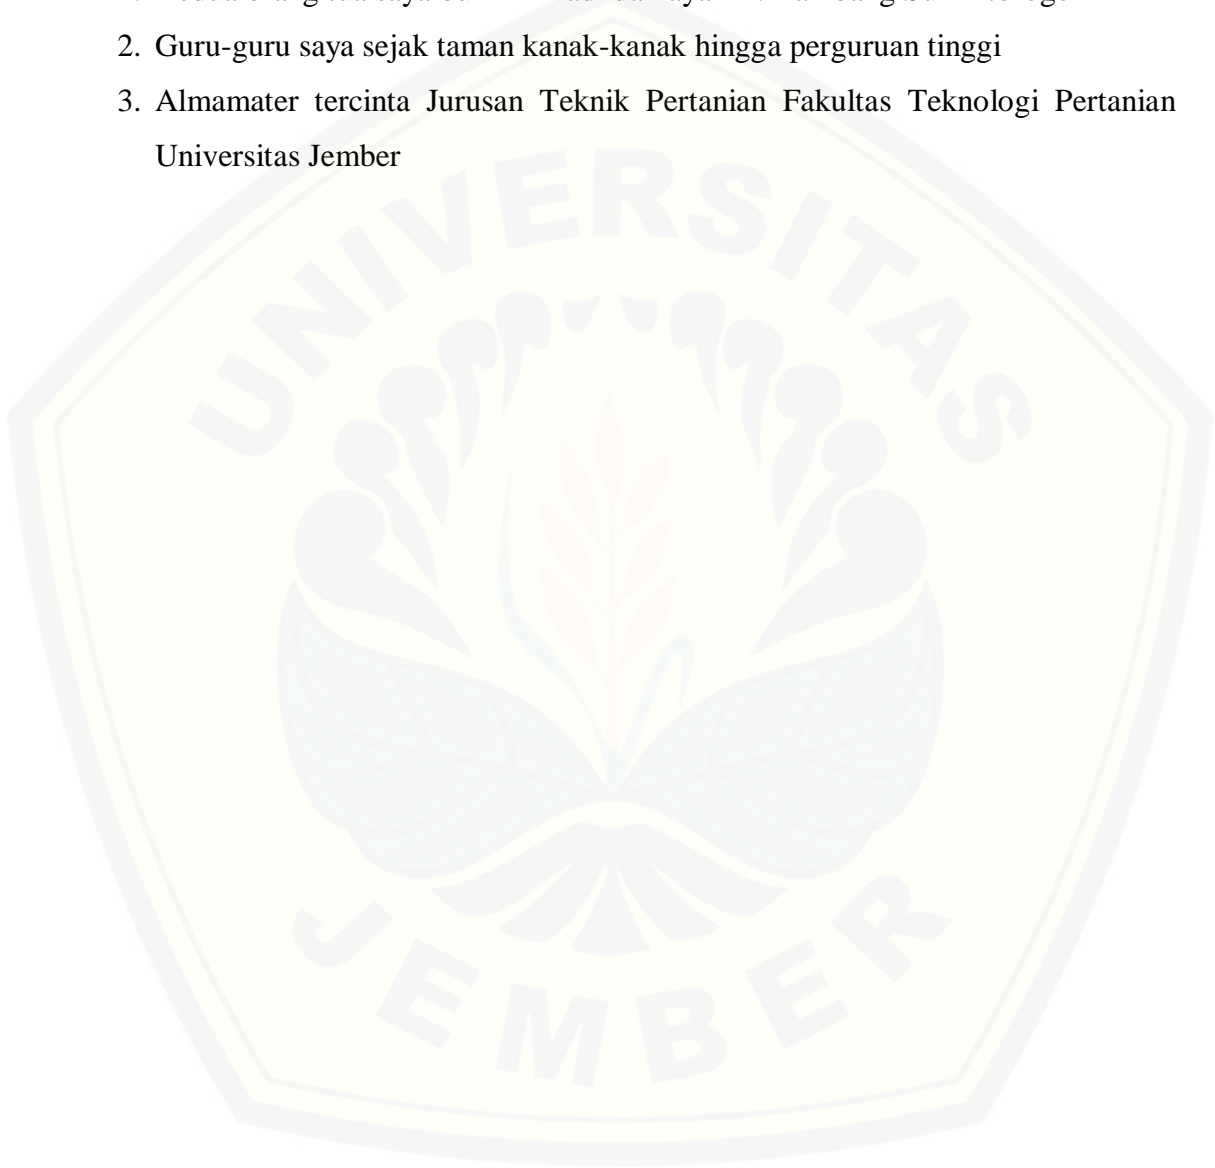 2. Guru-guru saya sejak taman kanak-kanak hingga perguruan tinggi
3. Almamater tercinta Jurusan Teknik Pertanian Fakultas Teknologi Pertanian
Universitas Jember
UNIVERSITAS
JEMBER